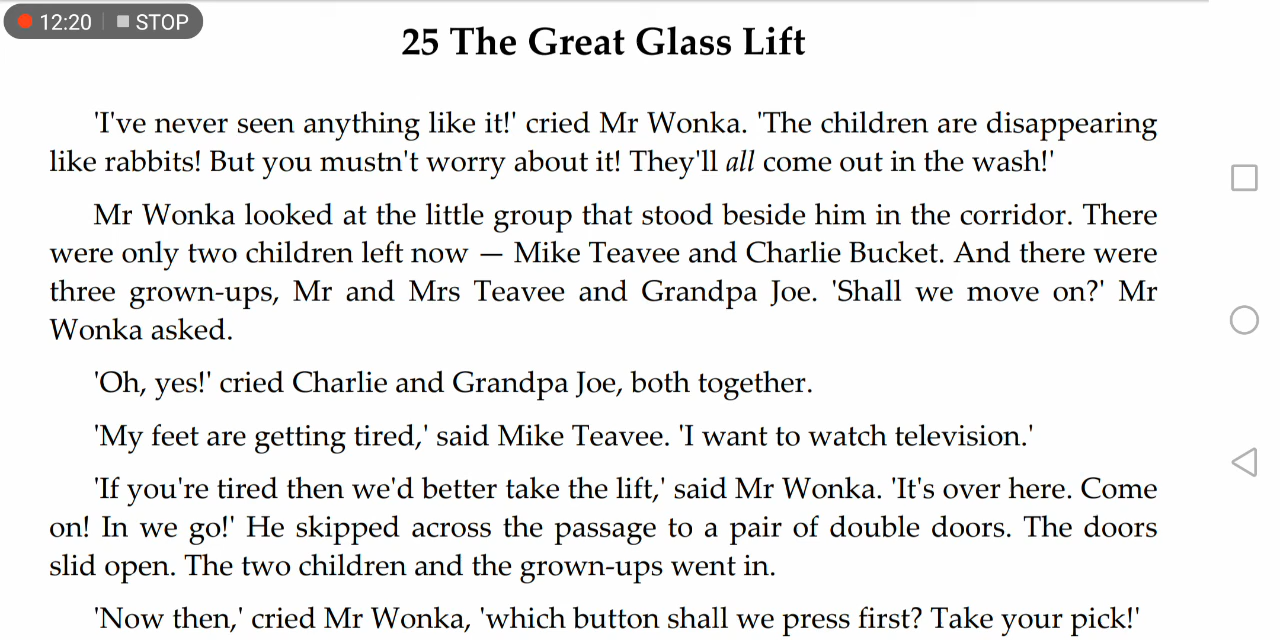 12:20 STOP
25 The Great Glass Lift
'I've never seen anything like it!' cried Mr Wonka. 'The children are disappearing
like rabbits! But you mustn't worry about it! They'll all come out in the wash!'
Mr Wonka looked at the little group that stood beside him in the corridor. There
were only two children left now — Mike Teavee and Charlie Bucket. And there were
three grown-ups, Mr and Mrs Teavee and Grandpa Joe. 'Shall we move on?' Mr
Wonka asked.
'Oh, yes!' cried Charlie and Grandpa Joe, both together.
'My feet are getting tired,' said Mike Teavee. 'I want to watch television.'
'If you're tired then we'd better take the lift,' said Mr Wonka. 'It's over here. Come
on! In we go!' He skipped across the passage to a pair of double doors. The doors
slid open. The two children and the grown-ups went in.
'Now then,' cried Mr Wonka, 'which button shall we press first? Take your pick!'